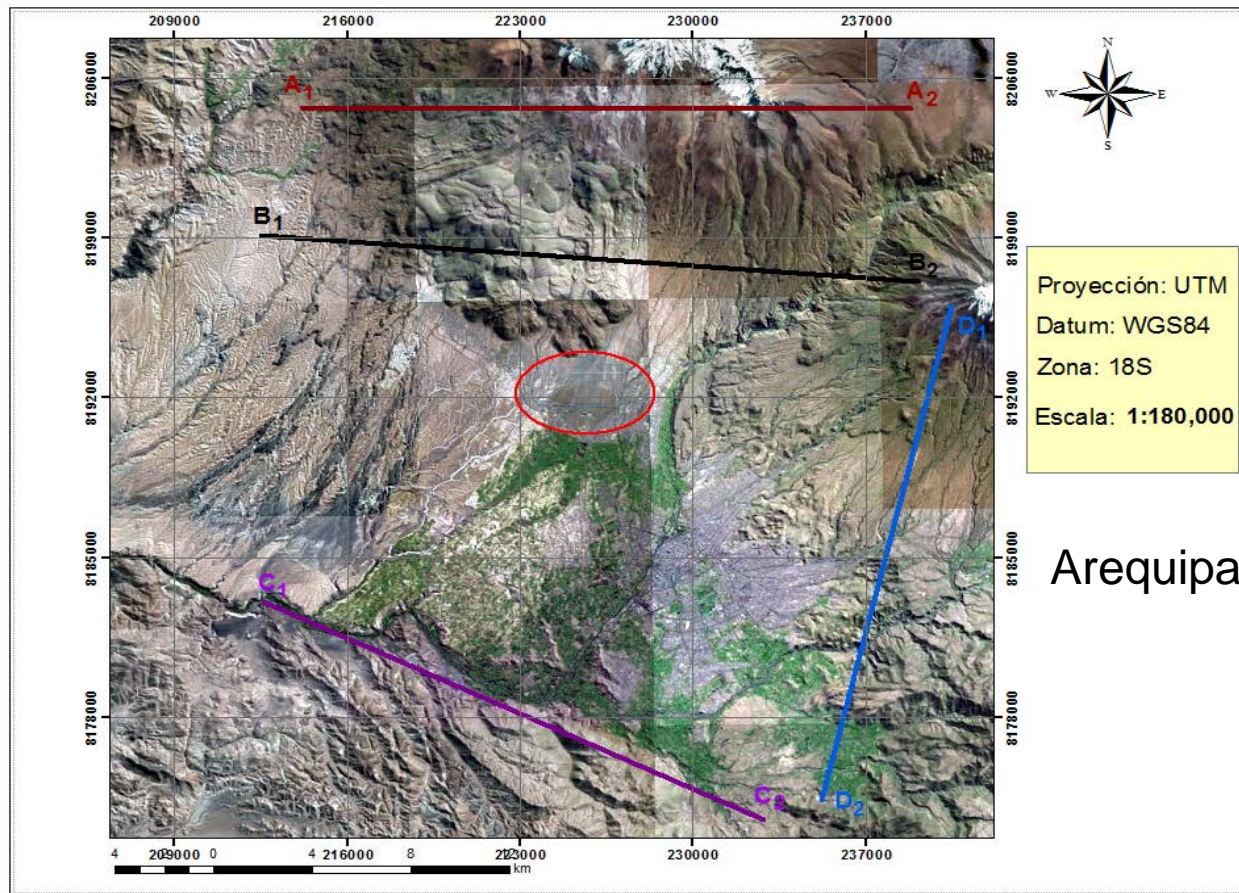 209000 216000 223000 230000 237000
N
W E
S
8206000 8206000
A1 A2
B1 B2
8199000 8199000
Proyección: UTM
Datum: WGS84
Zona: 18S
Escala: 1:180,000
D1
8192000 8192000
8185000 8185000
Arequipa
C1
8178000 8178000
C2 D2
209000 216000 223000 230000 237000
4 2 0 4 8 12
km